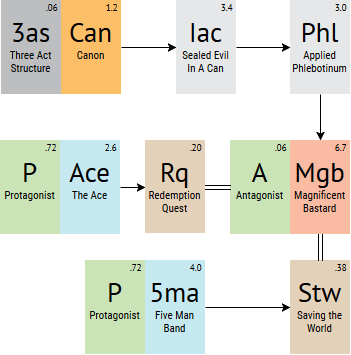 .06 1.2 3.4 3.0
3as Can Iac Phl
Three Act Structure Canon Sealed Evil In A Can Applied Phlebotinum
.72 2.6 .20 .06 6.7
P Ace Rq A Mgb
Protagonist The Ace Redemption Quest Antagonist Magnificent Bastard
.72 4.0 .38
P 5ma Stw
Protagonist Five Man Band Saving the World